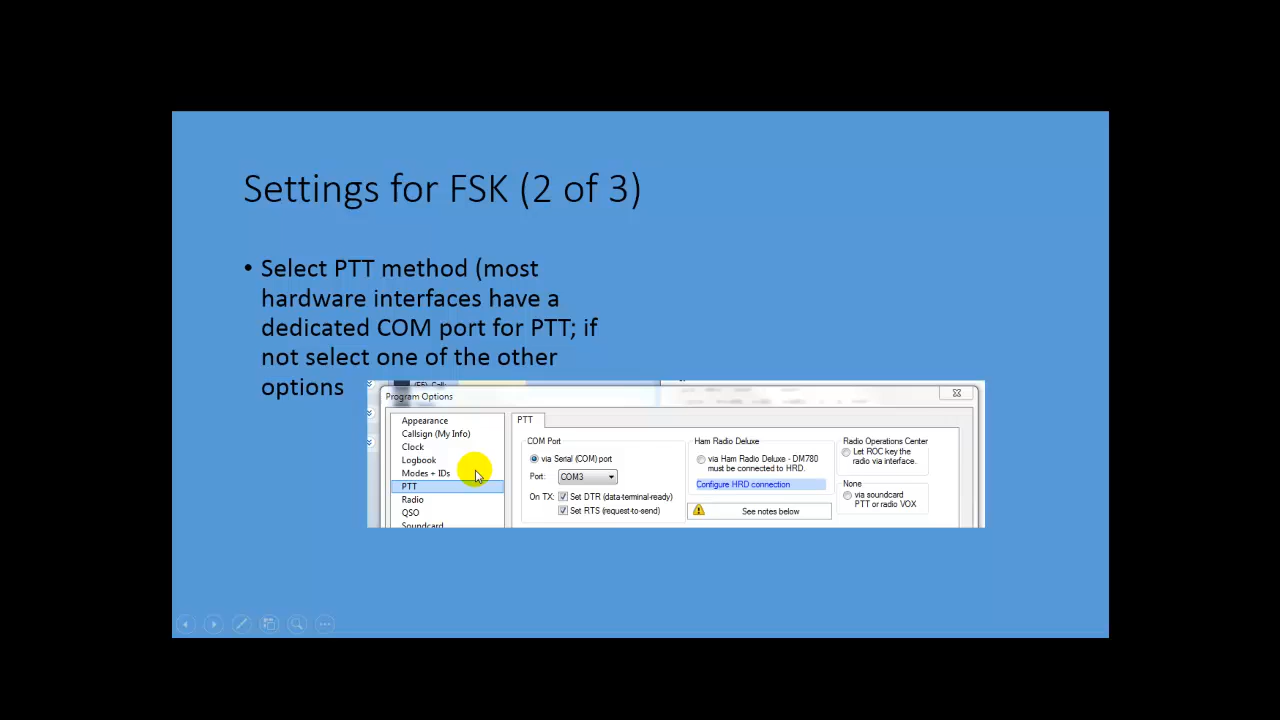 Settings for FSK (2 of 3)
• Select PTT method (most
hardware interfaces have a
dedicated COM port for PTT; if
not select one of the other
options
Program Options
Appearance
Callsign (My Info)
Clock
Logbook
Modes + IDs
PTT
Radio
QSO
Soundcard
PTT
COM Port
via Serial (COM) port
Port: COM3
On TX: Set DTR (data-terminal-ready)
Set RTS (request-to-send)
Ham Radio Deluxe
via Ham Radio Deluxe - DM780
must be connected to HRD.
Configure HRD connection
See notes below
Radio Operations Center
Let ROC key the
radio via interface.
None
via soundcard
PTT or radio VOX